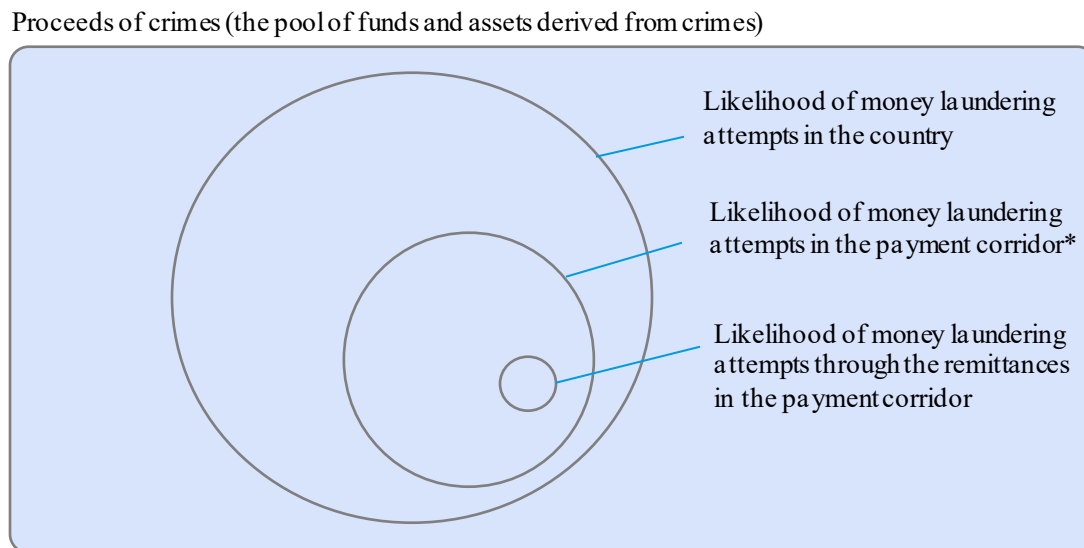 Proceeds of crimes (the pool of funds and assets derived from crimes)
Likelihood of money laundering
attempts in the country
Likelihood of money laundering
attempts in the payment corridor*
Likelihood of money laundering
attempts through the remittances
in the payment corridor